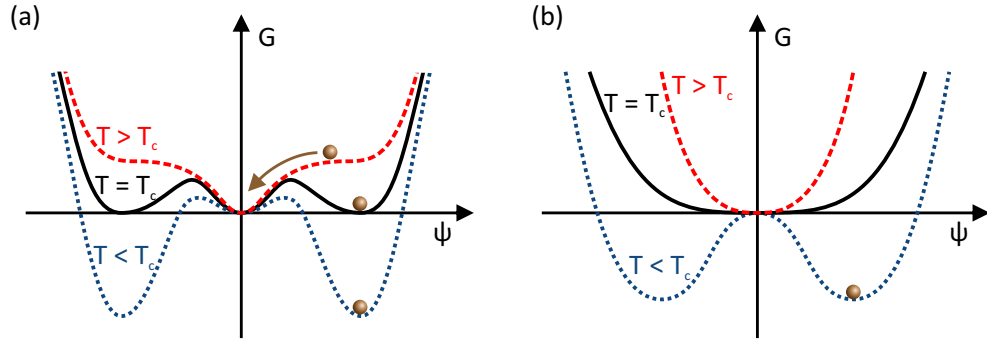 (a)
G
T > Tc
T = Tc
T < Tc
ψ
(b)
G
T > Tc
T = Tc
T < Tc
ψ